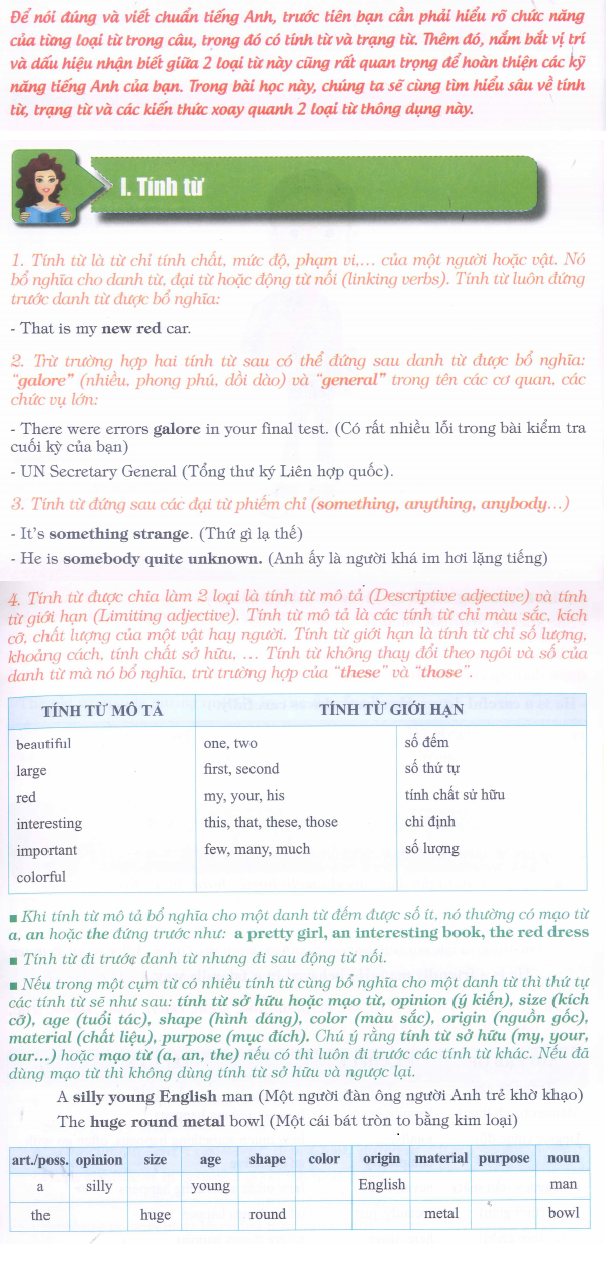 Để nói đúng và viết chuẩn tiếng Anh, trước tiên bạn cần phải hiểu rõ chức năng
của từng loại từ trong câu, trong đó có tính từ và trạng từ. Thêm đó, nắm bắt vị trí
và dấu hiệu nhận biết giữa 2 loại từ này cũng rất quan trọng để hoàn thiện các kỹ
năng tiếng Anh của bạn. Trong bài học này, chúng ta sẽ cùng tìm hiểu sâu về tính
từ, trạng từ và các kiến thức xoay quanh 2 loại từ thông dụng này.
I. Tính từ
1. Tính từ là từ chỉ tính chất, mức độ, phạm vi,... của một người hoặc vật. Nó
bổ nghĩa cho danh từ, đại từ hoặc động từ nối (linking verbs). Tính từ luôn đứng
trước danh từ được bổ nghĩa:
- That is my new red car.
2. Trừ trường hợp hai tính từ sau có thể đứng sau danh từ được bổ nghĩa:
“galore” (nhiều, phong phú, dồi dào) và “general” trong tên các cơ quan, các
chức vụ lớn:
- There were errors galore in your final test. (Có rất nhiều lỗi trong bài kiểm tra
cuối kỳ của bạn)
- UN Secretary General (Tổng thư ký Liên hợp quốc).
3. Tính từ đứng sau các đại từ phiếm chỉ (something, anything, anybody...)
- It’s something strange. (Thứ gì lạ thế)
- He is somebody quite unknown. (Anh ấy là người khá im hơi lặng tiếng)
4. Tính từ được chia làm 2 loại là tính từ mô tả (Descriptive adjective) và tính
từ giới hạn (Limiting adjective). Tính từ mô tả là các tính từ chỉ màu sắc, kích
cỡ, chất lượng của một vật hay người. Tính từ giới hạn là tính từ chỉ số lượng,
khoảng cách, tính chất sở hữu, ... Tính từ không thay đổi theo ngôi và số của
danh từ mà nó bổ nghĩa, trừ trường hợp của “these” và “those”.
TÍNH TỪ MÔ TẢ TÍNH TỪ GIỚI HẠN
beautiful one, two số đếm
large first, second số thứ tự
red my, your, his tính chất sử hữu
interesting this, that, these, those chỉ định
important few, many, much số lượng
colorful
■ Khi tính từ mô tả bổ nghĩa cho một danh từ đếm được số ít, nó thường có mạo từ
a, an hoặc the đứng trước như: a pretty girl, an interesting book, the red dress
■ Tính từ đi trước danh từ nhưng đi sau động từ nối.
■ Nếu trong một cụm từ có nhiều tính từ cùng bổ nghĩa cho một danh từ thì thứ tự
các tính từ sẽ như sau: tính từ sở hữu hoặc mạo từ, opinion (ý kiến), size (kích
cỡ), age (tuổi tác), shape (hình dáng), color (màu sắc), origin (nguồn gốc),
material (chất liệu), purpose (mục đích). Chú ý rằng tính từ sở hữu (my, your,
our...) hoặc mạo từ (a, an, the) nếu có thì luôn đi trước các tính từ khác. Nếu đã
dùng mạo từ thì không dùng tính từ sở hữu và ngược lại.
A silly young English man (Một người đàn ông người Anh trẻ khờ khạo)
The huge round metal bowl (Một cái bát tròn to bằng kim loại)
art./poss. opinion size age shape color origin material purpose noun
a silly young English man
the huge round metal bowl